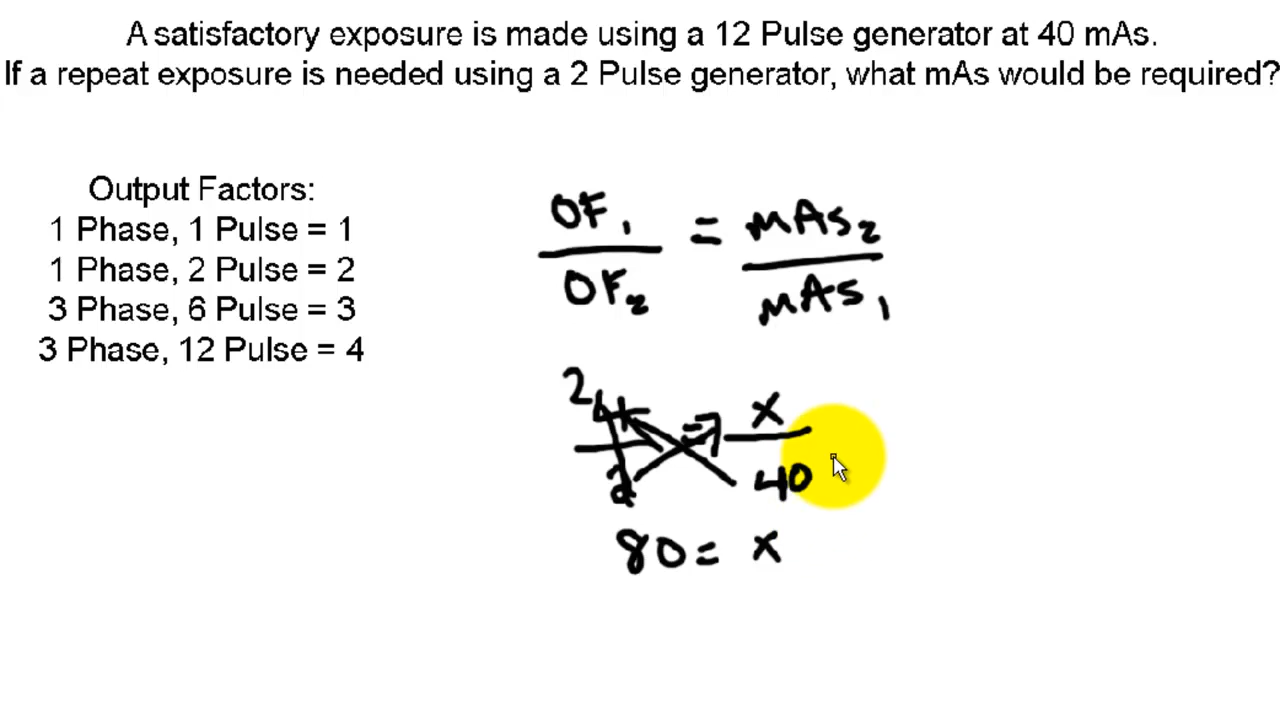 A satisfactory exposure is made using a 12 Pulse generator at 40 mAs.
If a repeat exposure is needed using a 2 Pulse generator, what mAs would be required?
Output Factors:
1 Phase, 1 Pulse = 1
1 Phase, 2 Pulse = 2
3 Phase, 6 Pulse = 3
3 Phase, 12 Pulse = 4
OF₁ = mAs₂
OF₂ mAs₁
2 4 = x
2 40
80 = x